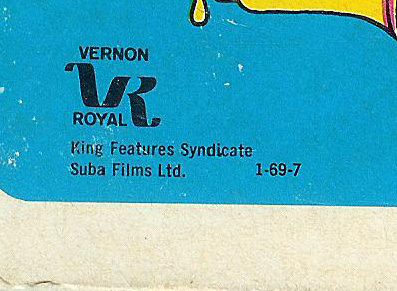 VERNON
VR
ROYAL
King Features Syndicate
Suba Films Ltd. 1-69-7